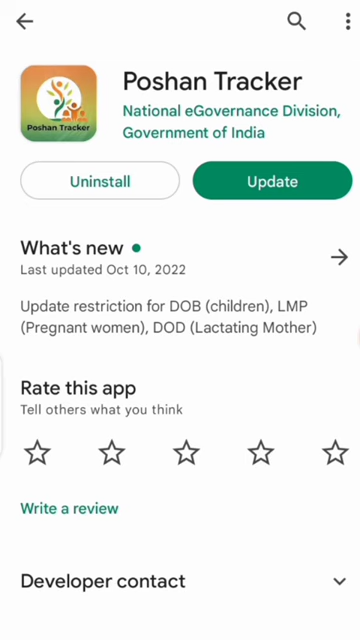 Poshan Tracker
Poshan Tracker
National eGovernance Division,
Government of India
Uninstall
Update
What's new
Last updated Oct 10, 2022
Update restriction for DOB (children), LMP
(Pregnant women), DOD (Lactating Mother)
Rate this app
Tell others what you think
Write a review
Developer contact